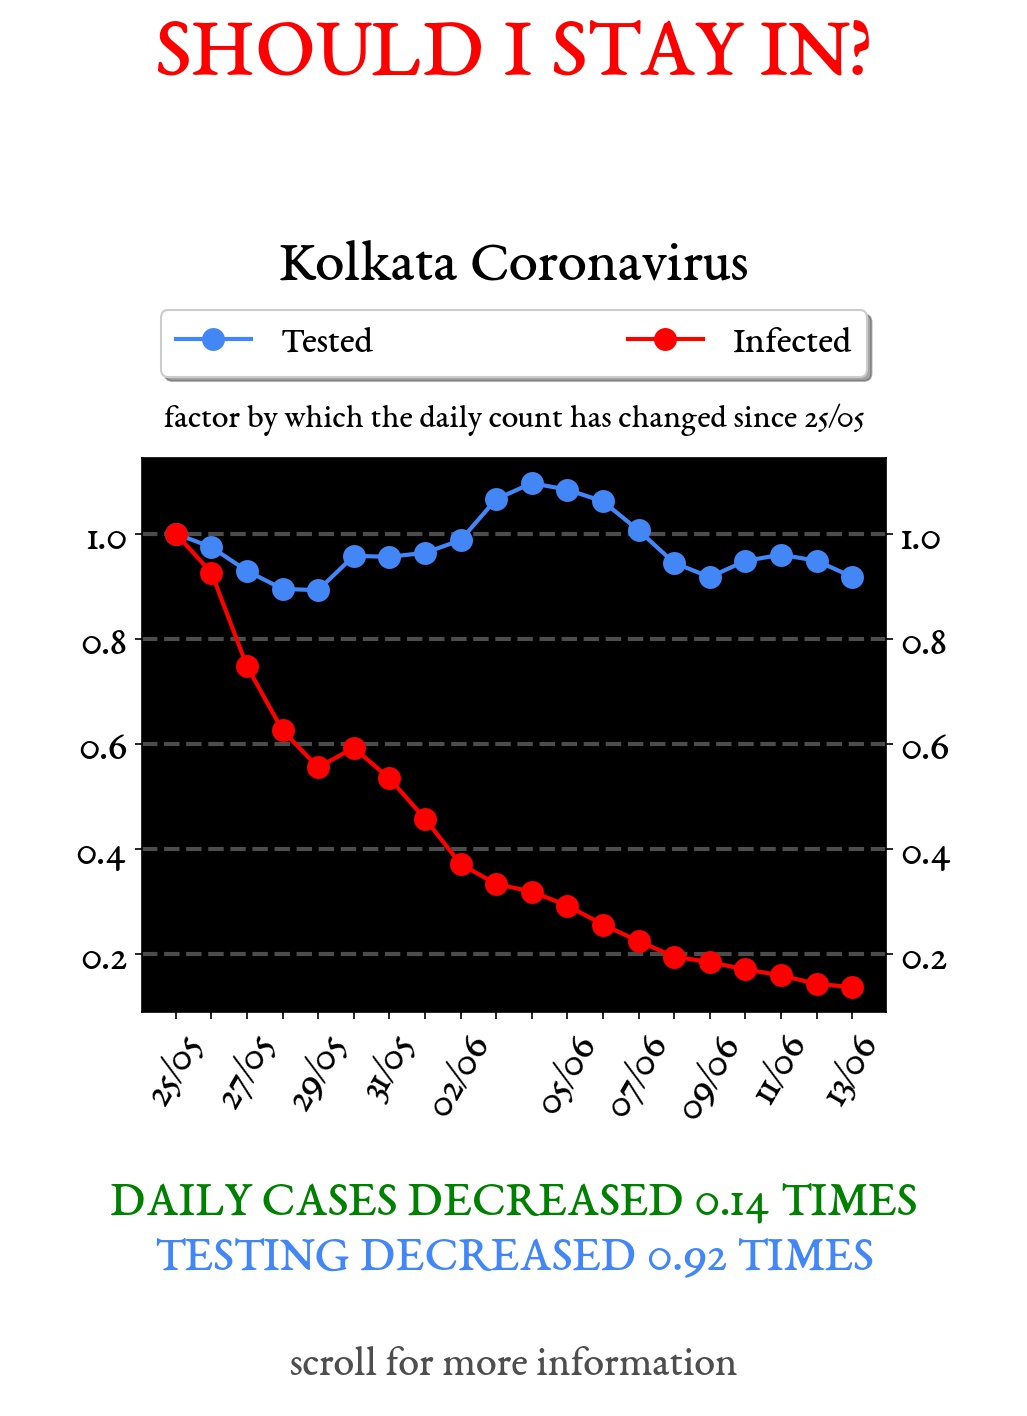 SHOULD I STAY IN?
Kolkata Coronavirus
Tested Infected
factor by which the daily count has changed since 25/05
1.0 1.0
0.8 0.8
0.6 0.6
0.4 0.4
0.2 0.2
25/05 27/05 29/05 31/05 02/06 05/06 07/06 09/06 11/06 13/06
DAILY CASES DECREASED 0.14 TIMES
TESTING DECREASED 0.92 TIMES
scroll for more information